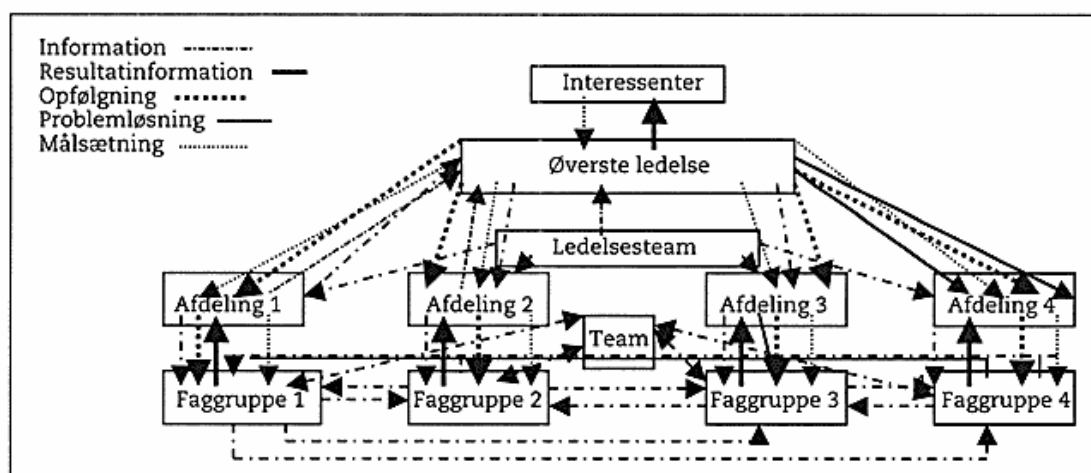 Information
Resultatinformation
Opfølgning
Problemløsning
Målsætning
Interessenter
Øverste ledelse
Ledelsesteam
Afdeling 1
Afdeling 2
Afdeling 3
Afdeling 4
Team
Faggruppe 1
Faggruppe 2
Faggruppe 3
Faggruppe 4